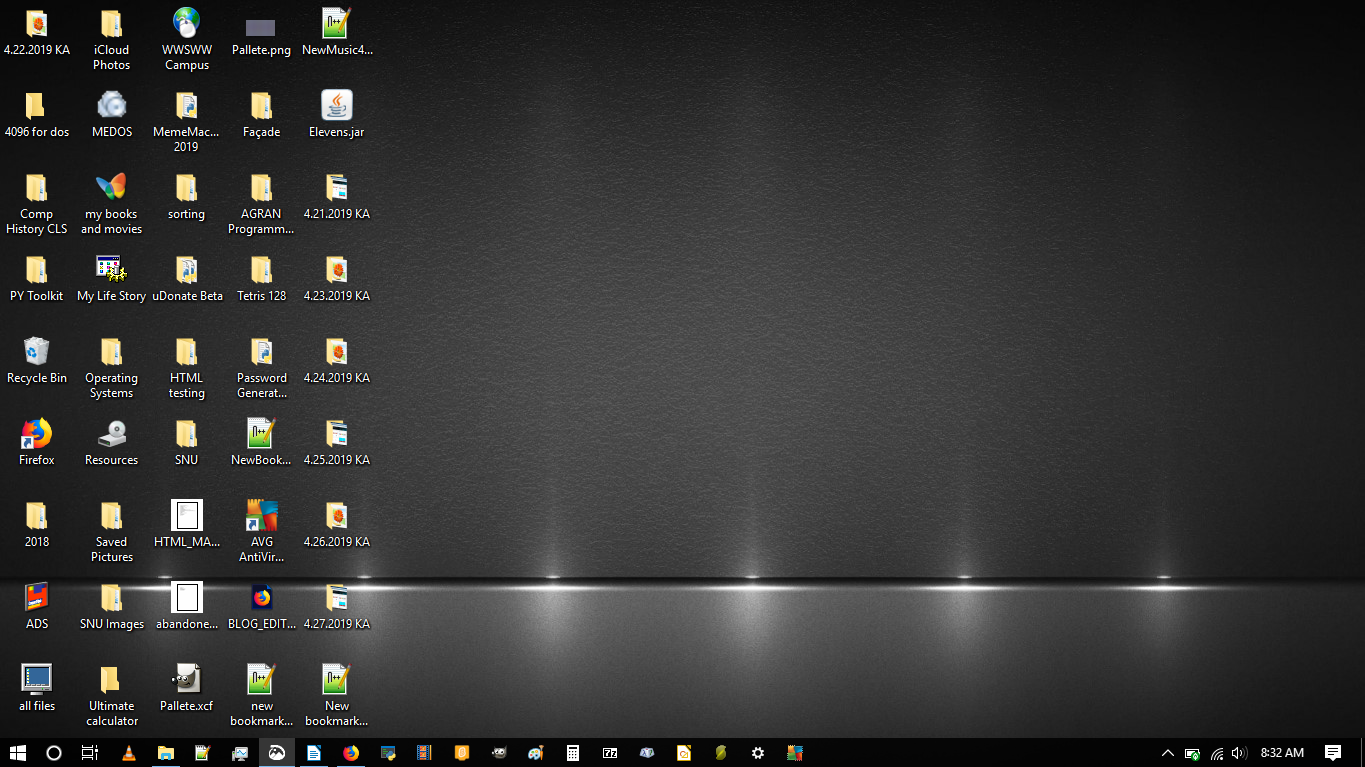 4.22.2019 KA
iCloud
Photos
WWSWW
Campus
Pallete.png
NewMusic4...
4096 for dos
MEDOS
MemeMac...
2019
Façade
Elevens.jar
Comp
History CLS
my books
and movies
sorting
AGRAN
Programm...
4.21.2019 KA
PY Toolkit
My Life Story
uDonate Beta
Tetris 128
4.23.2019 KA
Recycle Bin
Operating
Systems
HTML
testing
Password
Generat...
4.24.2019 KA
Firefox
Resources
SNU
NewBook...
4.25.2019 KA
2018
Saved
Pictures
HTML_MA...
AVG
AntiVir...
4.26.2019 KA
ADS
SNU Images
abandone...
BLOG_EDIT...
4.27.2019 KA
all files
Ultimate
calculator
Pallete.xcf
new
bookmark...
New
bookmark...
8:32 AM